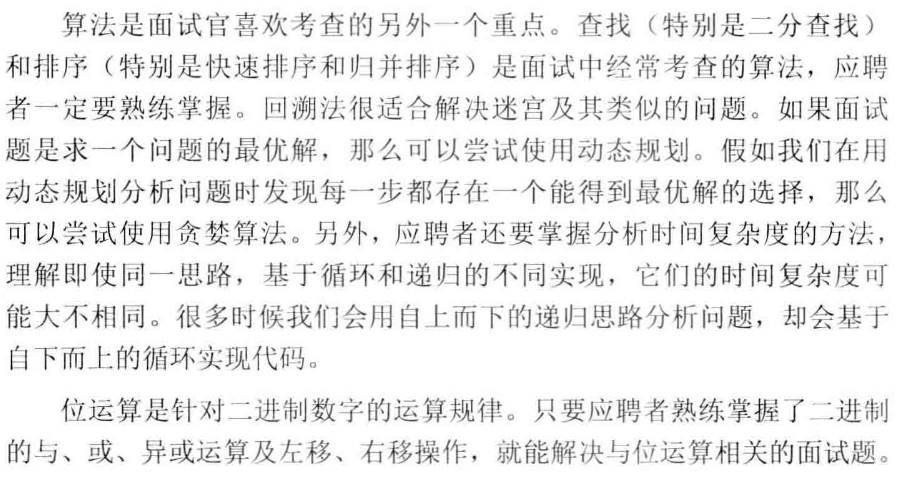 算法是面试官喜欢考查的另外一个重点。查找（特别是二分查找）
和排序（特别是快速排序和归并排序）是面试中经常考查的算法，应聘
者一定要熟练掌握。回溯法很适合解决迷宫及其类似的问题。如果面试
题是求一个问题的最优解，那么可以尝试使用动态规划。假如我们在用
动态规划分析问题时发现每一步都存在一个能得到最优解的选择，那么
可以尝试使用贪婪算法。另外，应聘者还要掌握分析时间复杂度的方法，
理解即使同一思路，基于循环和递归的不同实现，它们的时间复杂度可
能大不相同。很多时候我们会用自上而下的递归思路分析问题，却会基于
自下而上的循环实现代码。
位运算是针对二进制数字的运算规律。只要应聘者熟练掌握了二进制
的与、或、异或运算及左移、右移操作，就能解决与位运算相关的面试题。